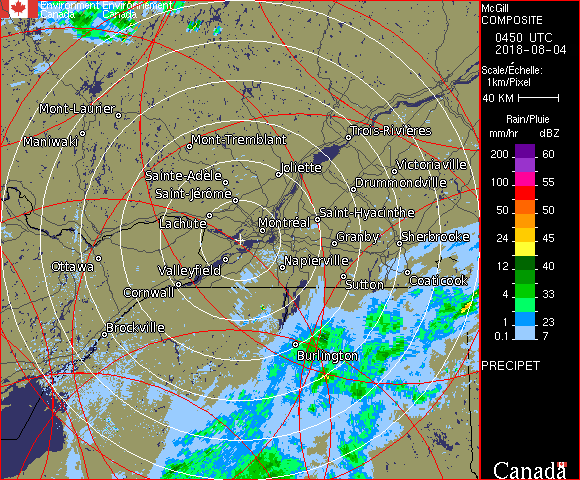 Environment Environnement
Canada Canada
McGill
COMPOSITE
0450 UTC
2018-08-04
Scale/Échelle:
1km/Pixel
40 KM
Rain/Pluie
mm/hr dBZ
200 60
100 55
50 50
24 45
12 40
4 33
1 23
0.1 7
PRECIPET
Canada
Mont-Laurier
Maniwaki
Mont-Tremblant
Trois-Rivières
Joliette
Victoriaville
Sainte-Adèle
Drummondville
Saint-Jérôme
Lachute
Montréal
Saint-Hyacinthe
Granby
Sherbrooke
Ottawa
Valleyfield
Napierville
Cornwall
Sutton
Coaticook
Brockville
Burlington